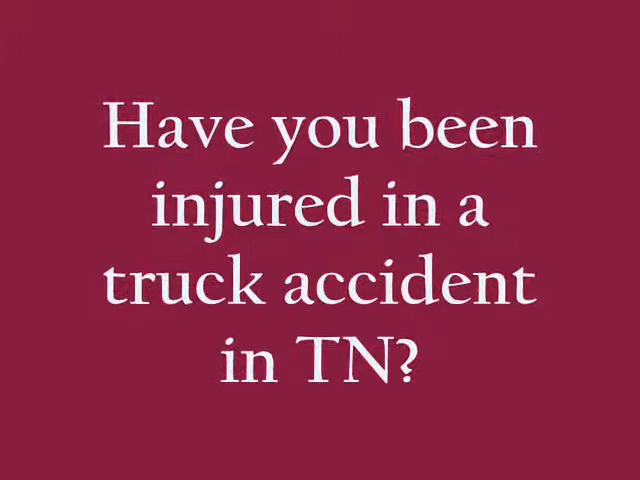 Have you been
injured in a
truck accident
in TN?